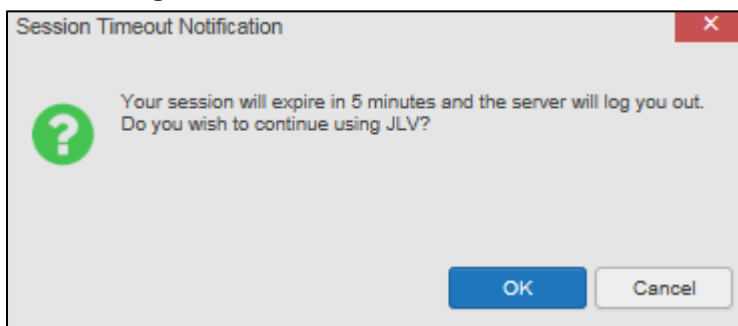 Session Timeout Notification
Your session will expire in 5 minutes and the server will log you out.
Do you wish to continue using JLV?
OK Cancel